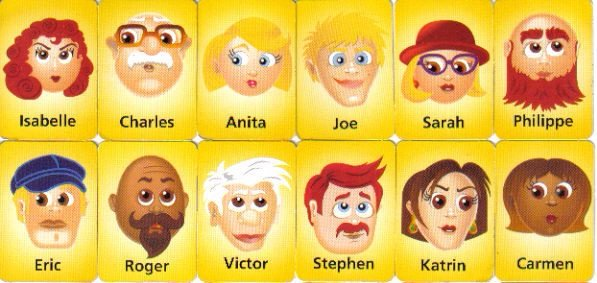 Isabelle
Charles
Anita
Joe
Sarah
Philippe
Eric
Roger
Victor
Stephen
Katrin
Carmen